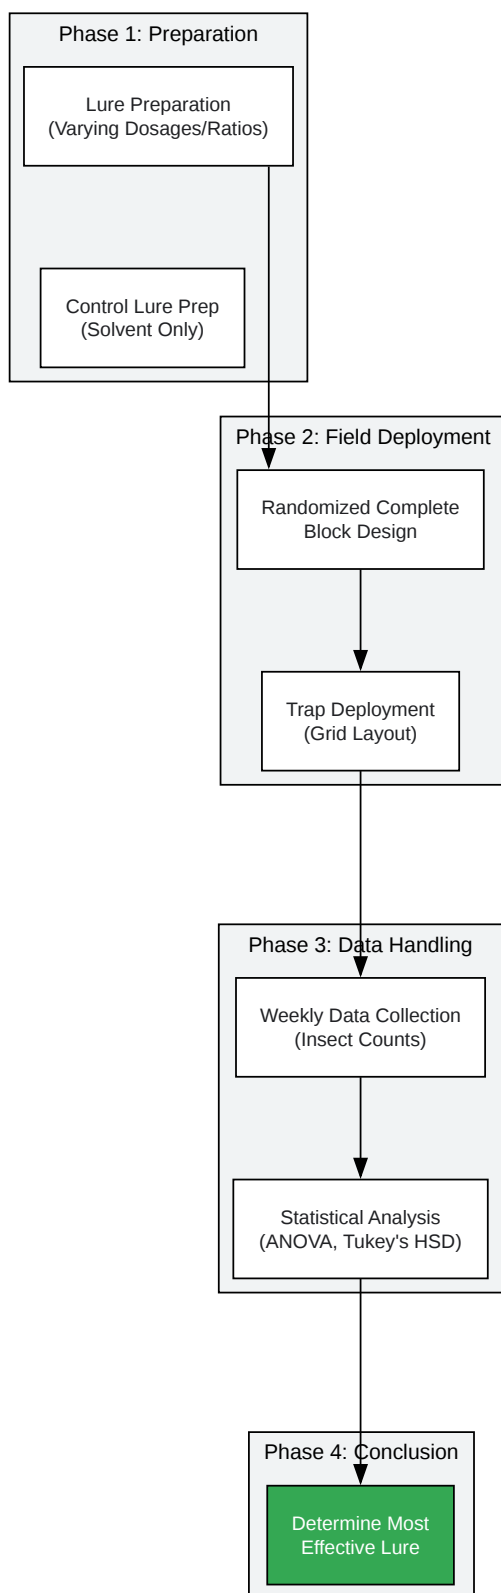 Phase 1: Preparation
Lure Preparation
(Varying Dosages/Ratios)
Control Lure Prep
(Solvent Only)
Phase 2: Field Deployment
Randomized Complete
Block Design
Trap Deployment
(Grid Layout)
Phase 3: Data Handling
Weekly Data Collection
(Insect Counts)
Statistical Analysis
(ANOVA, Tukey's HSD)
Phase 4: Conclusion
Determine Most
Effective Lure